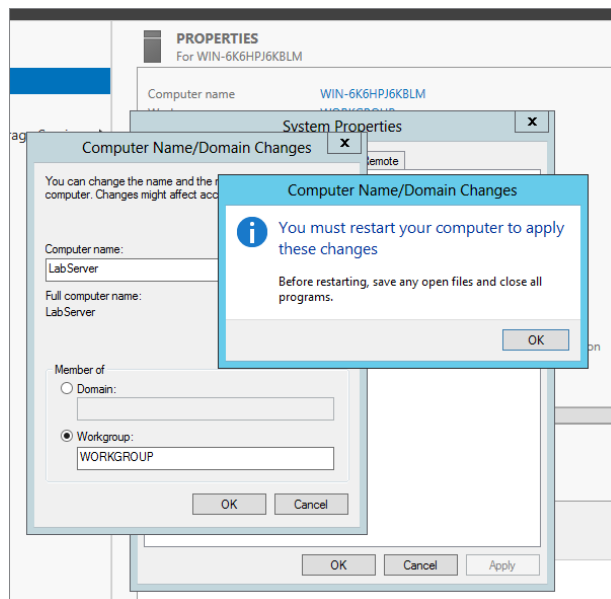 PROPERTIES
For WIN-6K6HPJ6KBLM
Computer name WIN-6K6HPJ6KBLM
WORKGROUP
System Properties
x
Remote
Computer Name/Domain Changes
x
You can change the name and the
computer. Changes might affect
Computer name:
LabServer
Full computer name:
LabServer
Member of
Domain:
Workgroup:
WORKGROUP
OK Cancel
Computer Name/Domain Changes
You must restart your computer to apply
these changes
Before restarting, save any open files and close all
programs.
OK
OK Cancel Apply